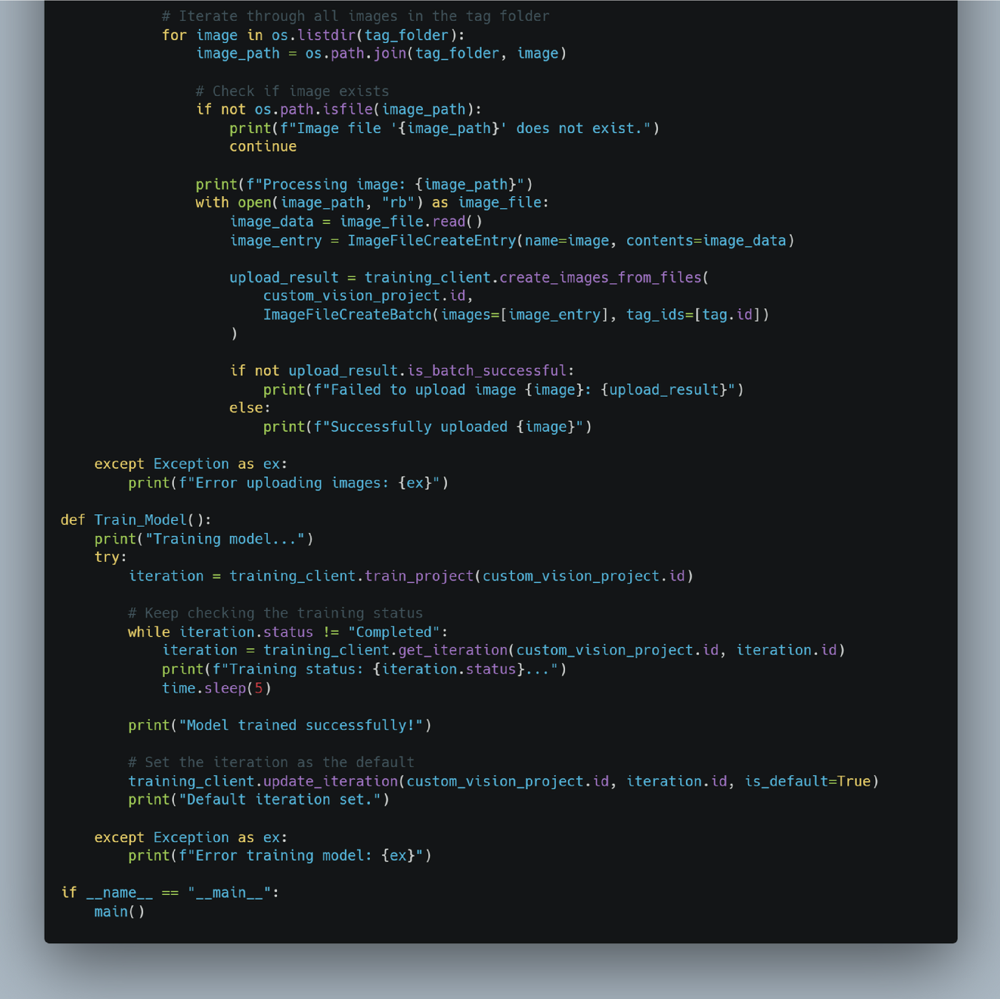 # Iterate through all images in the tag folder
for image in os.listdir(tag_folder):
image_path = os.path.join(tag_folder, image)
# Check if image exists
if not os.path.isfile(image_path):
print(f"Image file '{image_path}' does not exist.")
continue
print(f"Processing image: {image_path}")
with open(image_path, "rb") as image_file:
image_data = image_file.read()
image_entry = ImageFileCreateEntry(name=image, contents=image_data)
upload_result = training_client.create_images_from_files(
custom_vision_project.id,
ImageFileCreateBatch(images=[image_entry], tag_ids=[tag.id])
)
if not upload_result.is_batch_successful:
print(f"Failed to upload image {image}: {upload_result}")
else:
print(f"Successfully uploaded {image}")
except Exception as ex:
print(f"Error uploading images: {ex}")
def Train_Model():
print("Training model...")
try:
iteration = training_client.train_project(custom_vision_project.id)
# Keep checking the training status
while iteration.status != "Completed":
iteration = training_client.get_iteration(custom_vision_project.id, iteration.id)
print(f"Training status: {iteration.status}...")
time.sleep(5)
print("Model trained successfully!")
# Set the iteration as the default
training_client.update_iteration(custom_vision_project.id, iteration.id, is_default=True)
print("Default iteration set.")
except Exception as ex:
print(f"Error training model: {ex}")
if __name__ == "__main__":
main()